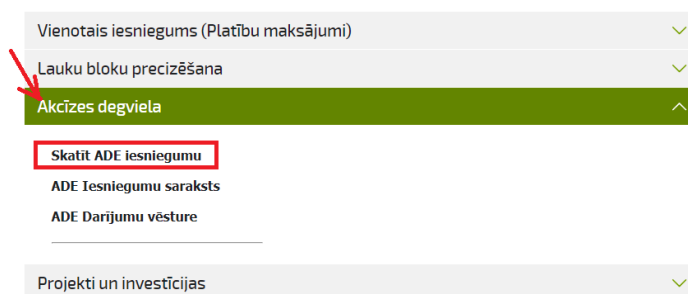 Vienotais iesniegums (Platību maksājumi)
Lauku bloku precizēšana
Akcīzes degviela
Skatīt ADE iesniegumu
ADE Iesniegumu saraksts
ADE Darījumu vēsture
Projekti un investīcijas